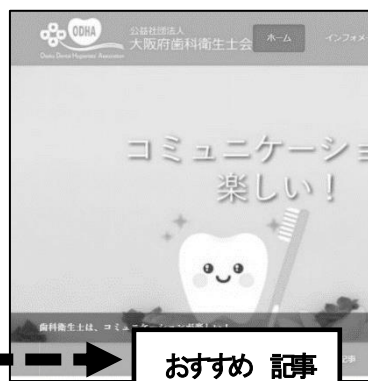 ODHA
公益社団法人
大阪府歯科衛生士会
Osaka Dental Hygienists' Association
ホーム
インフォメ
コミュニケーショ
楽しい!
歯科衛生士は、コミュニケーションが楽しい!
記事
おすすめ 記事